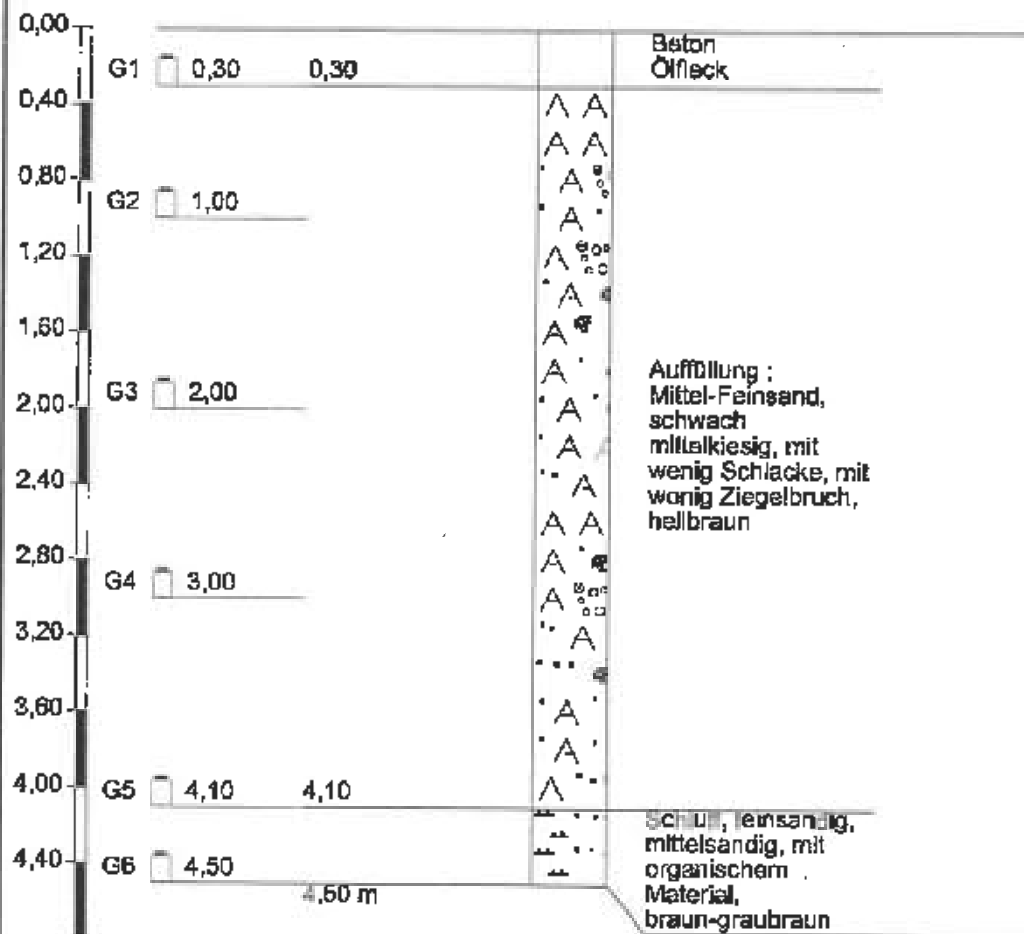 0,00
Beton
G1 0,30 0,30 Ölfleck
0,40
0,80
G2 1,00
1,20
1,60
Auffüllung :
G3 2,00 Mittel-Feinsand,
2,00
schwach
mittelkiesig, mit
2,40 wenig Schlacke, mit
wenig Ziegelbruch,
hellbraun
2,80
G4 3,00
3,20
3,60
4,00 G5 4,10 4,10
Schluff, feinsandig,
mittelsandig, mit
4,40 G6 4,50 organischem
4,50 m Material,
braun-graubraun